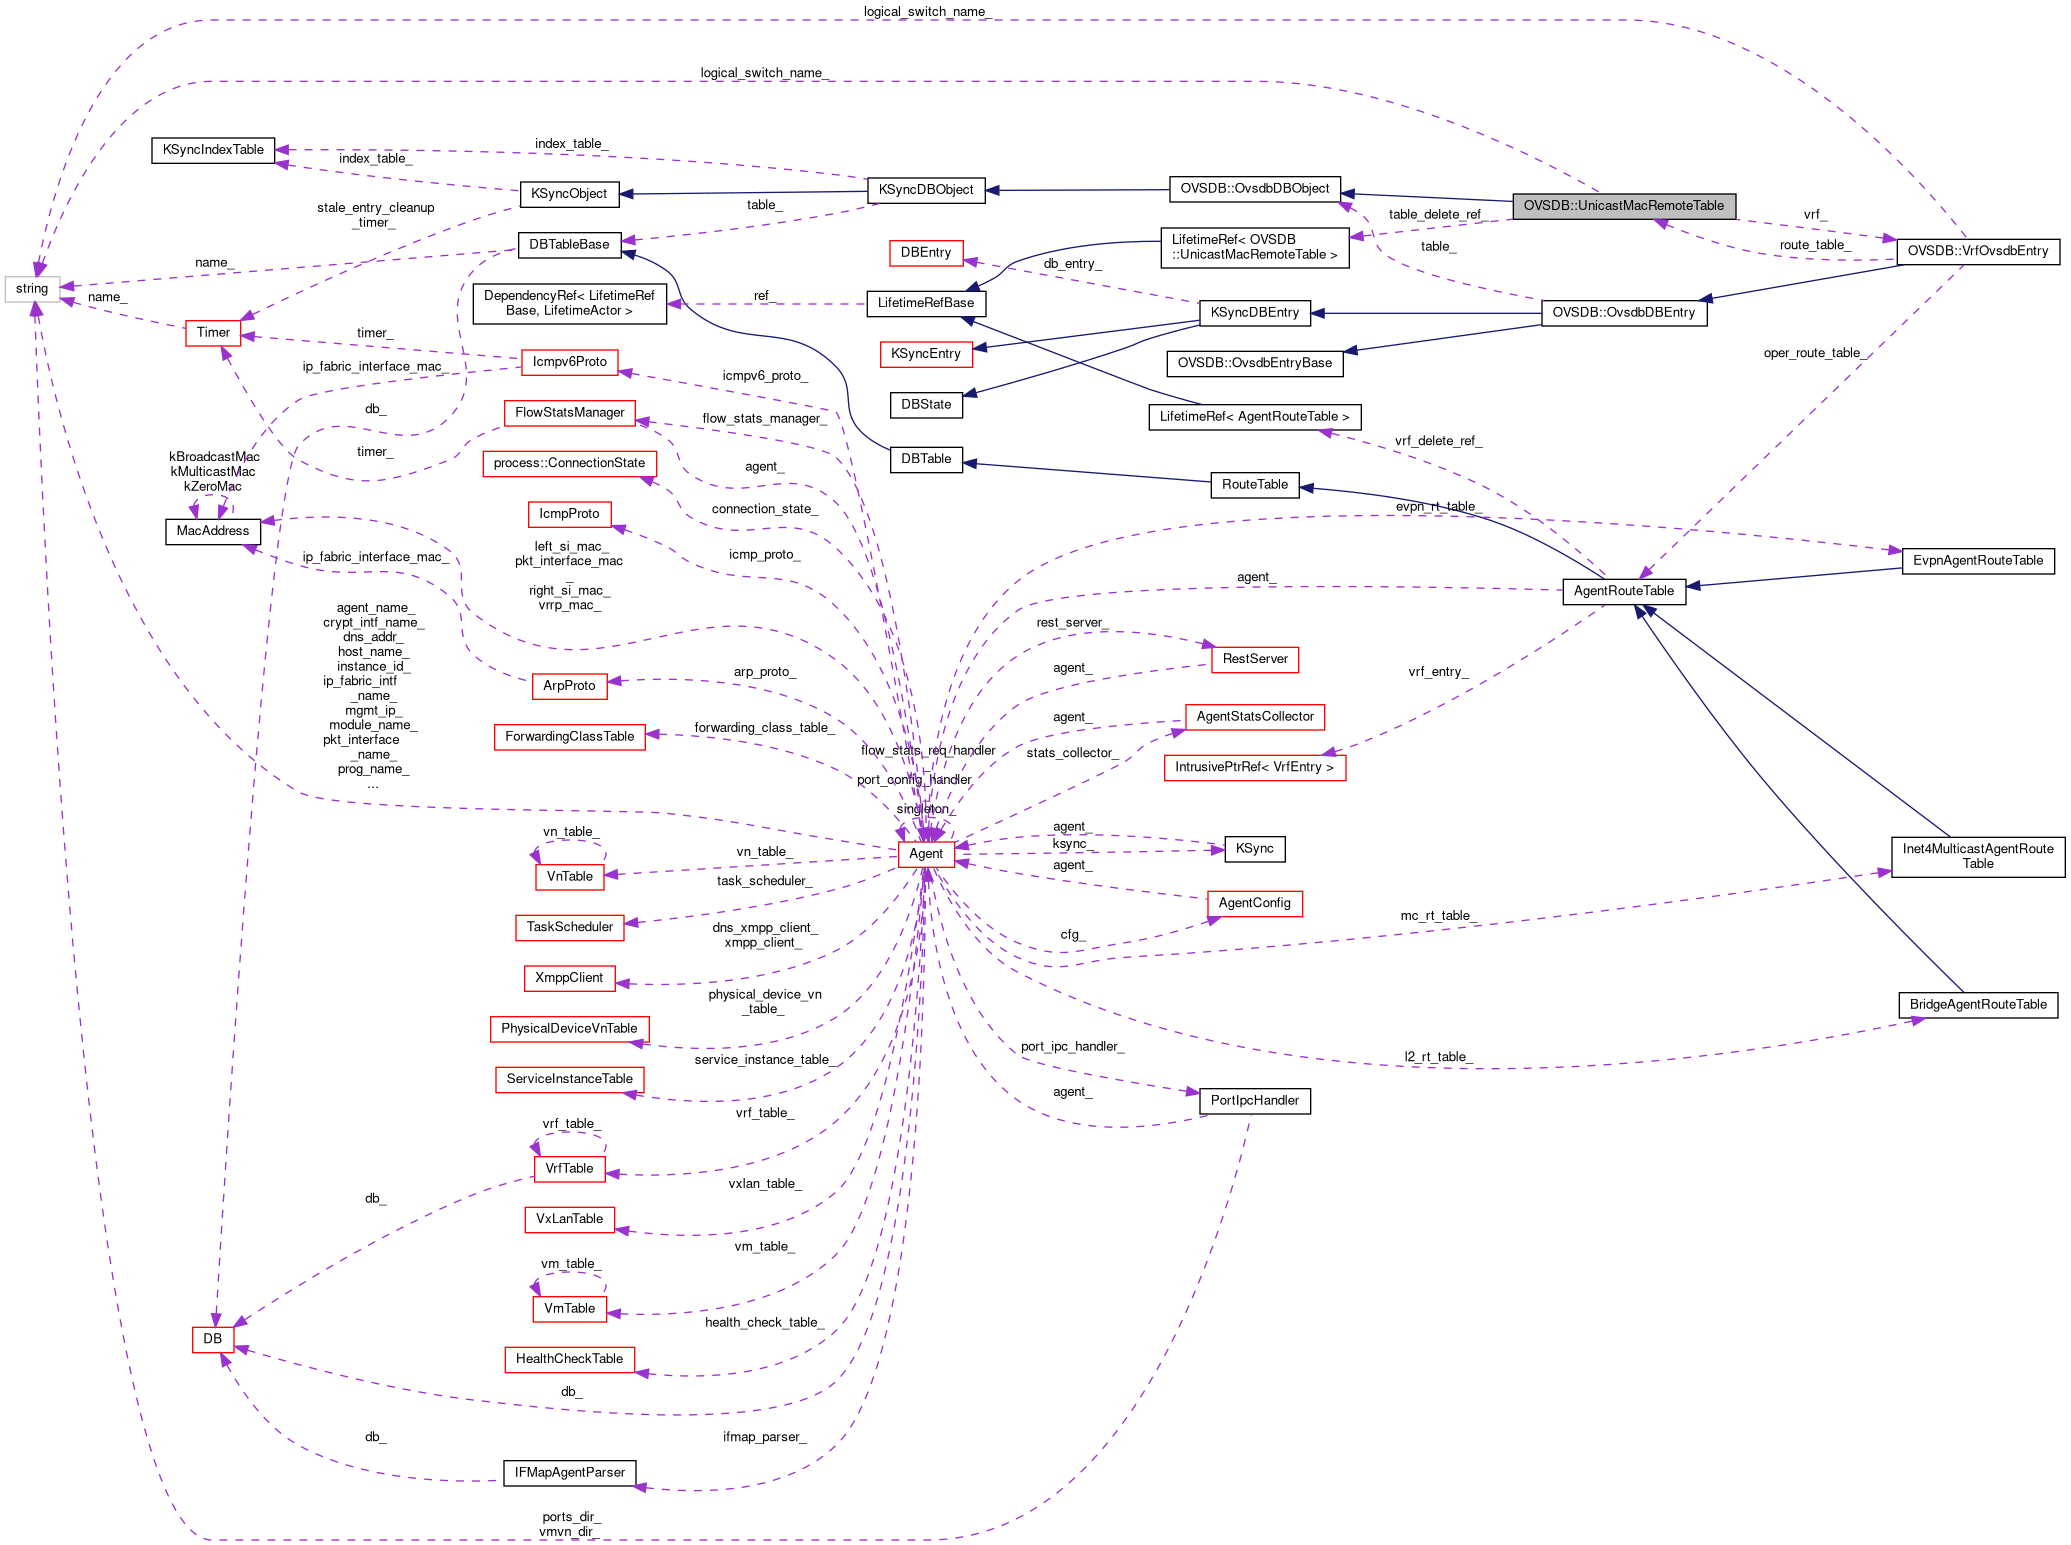 logical_switch_name_
logical_switch_name_
KSyncIndexTable
index_table_
index_table_
KSyncObject
KSyncDBObject
OVSDB::OvsdbDBObject
OVSDB::UnicastMacRemoteTable
stale_entry_cleanup
_timer_
table_
table_delete_ref_
vrf_
DBTableBase
DBEntry
LifetimeRef< OVSDB
::UnicastMacRemoteTable >
table_
route_table_
OVSDB::VrfOvsdbEntry
name_
db_entry_
string
name_
DependencyRef< LifetimeRef
Base, LifetimeActor >
ref_
LifetimeRefBase
KSyncDBEntry
OVSDB::OvsdbDBEntry
Timer
timer_
KSyncEntry
OVSDB::OvsdbEntryBase
oper_route_table_
ip_fabric_interface_mac_
Icmpv6Proto
icmpv6_proto_
db_
FlowStatsManager
flow_stats_manager_
DBState
LifetimeRef< AgentRouteTable >
timer_
vrf_delete_ref_
kBroadcastMac
kMulticastMac
kZeroMac
process::ConnectionState
agent_
DBTable
RouteTable
MacAddress
IcmpProto
connection_state_
evpn_rt_table_
ip_fabric_interface_mac_
left_si_mac_
pkt_interface_mac
_
right_si_mac_
vrrp_mac_
icmp_proto_
agent_
AgentRouteTable
EvpnAgentRouteTable
agent_name_
crypt_intf_name_
dns_addr_
host_name_
instance_id_
ip_fabric_intf
_name_
mgmt_ip_
module_name_
pkt_interface
_name_
prog_name_
...
ArpProto
arp_proto_
rest_server_
agent_
RestServer
vrf_entry_
ForwardingClassTable
forwarding_class_table_
agent_
AgentStatsCollector
flow_stats_req_handler
_
port_config_handler
_
singleton_
stats_collector_
IntrusivePtrRef< VrfEntry >
vn_table_
VnTable
vn_table_
Agent
agent_
ksync_
KSync
Inet4MulticastAgentRoute
Table
task_scheduler_
TaskScheduler
agent_
AgentConfig
mc_rt_table_
dns_xmpp_client_
xmpp_client_
cfg_
XmppClient
physical_device_vn
_table_
PhysicalDeviceVnTable
BridgeAgentRouteTable
service_instance_table_
port_ipc_handler_
l2_rt_table_
ServiceInstanceTable
agent_
PortIpcHandler
vrf_table_
vrf_table_
VrfTable
db_
vxlan_table_
VxLanTable
vm_table_
vm_table_
VmTable
health_check_table_
DB
HealthCheckTable
db_
db_
ifmap_parser_
IFMapAgentParser
ports_dir_
vmvn_dir_